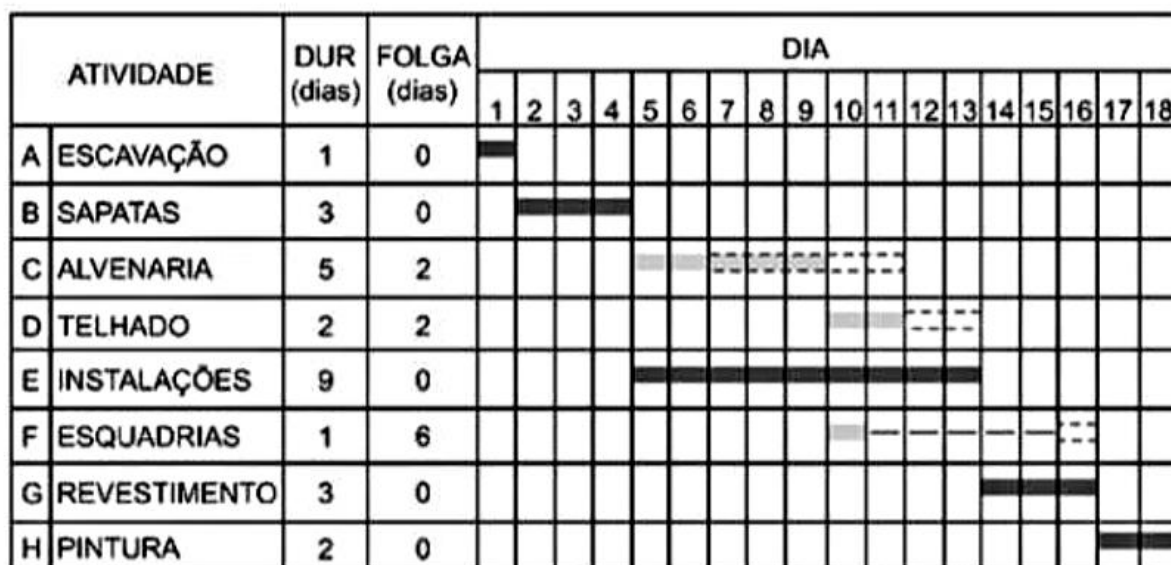 ATIVIDADE DUR (dias) FOLGA (dias) DIA
1 2 3 4 5 6 7 8 9 10 11 12 13 14 15 16 17 18
A ESCAVAÇÃO 1 0
B SAPATAS 3 0
C ALVENARIA 5 2
D TELHADO 2 2
E INSTALAÇÕES 9 0
F ESQUADRIAS 1 6
G REVESTIMENTO 3 0
H PINTURA 2 0